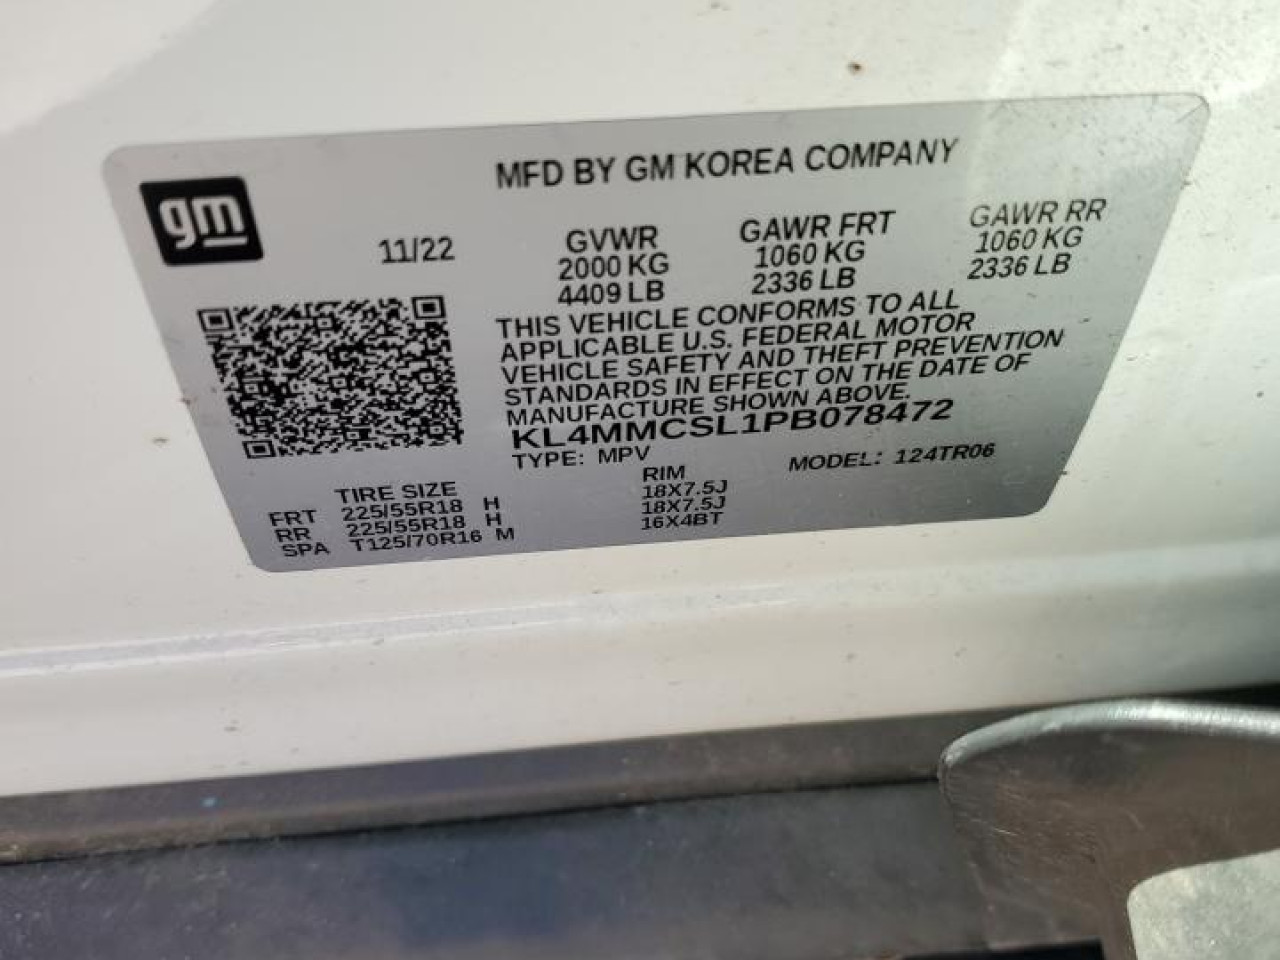 gm
MFD BY GM KOREA COMPANY
11/22
GVWR
2000 KG
4409 LB
GAWR FRT
1060 KG
2336 LB
GAWR RR
1060 KG
2336 LB
THIS VEHICLE CONFORMS TO ALL
APPLICABLE U.S. FEDERAL MOTOR
VEHICLE SAFETY AND THEFT PREVENTION
STANDARDS IN EFFECT ON THE DATE OF
MANUFACTURE SHOWN ABOVE.
KL4MMCSL1PB078472
TYPE: MPV
MODEL: 124TR06
TIRE SIZE RIM
FRT 225/55R18 H 18X7.5J
RR 225/55R18 H 18X7.5J
SPA T125/70R16 M 16X4BT